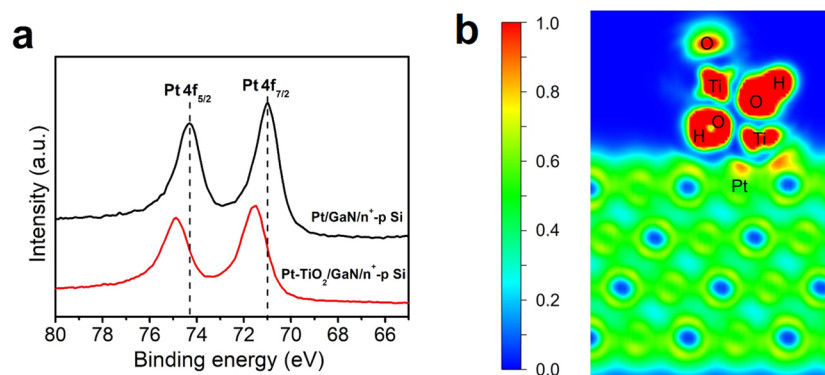 a
Pt 4f5/2
Pt 4f7/2
Pt/GaN/n+-p Si
Pt-TiO2/GaN/n+-p Si
Intensity (a.u.)
80 78 76 74 72 70 68 66
Binding energy (eV)
b
1.0
0.8
0.6
0.4
0.2
0.0
O
Ti
H
O
O
H
Ti
Pt